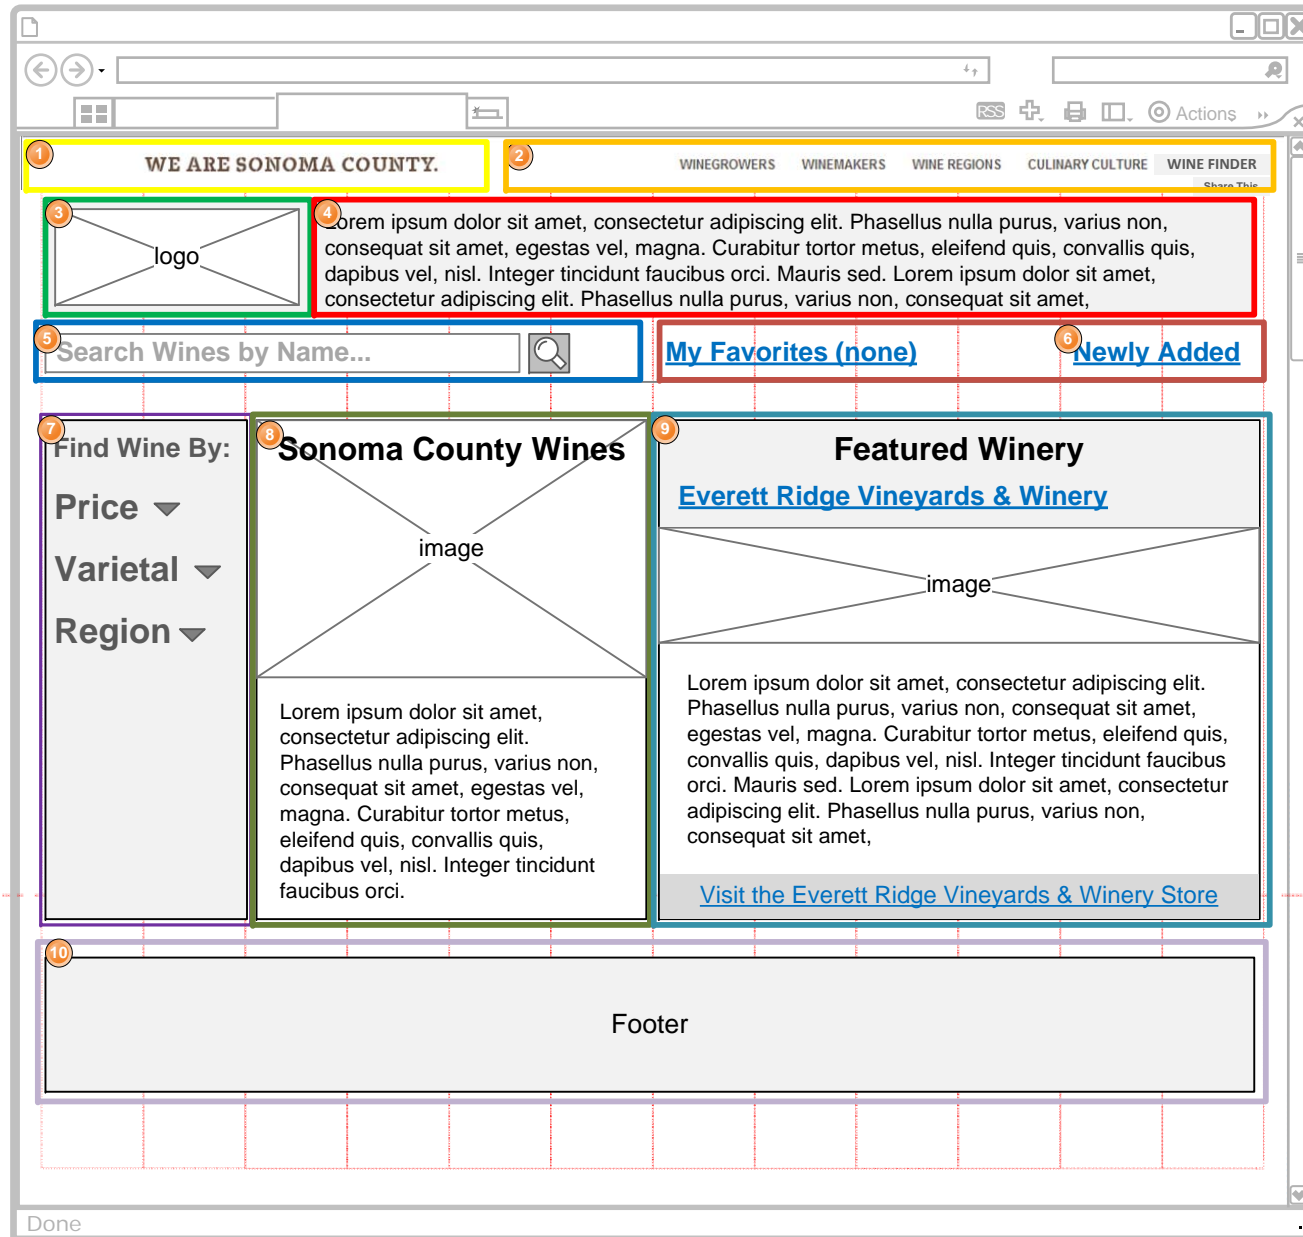 RSS Actions
1 WE ARE SONOMA COUNTY.
2 WINEGROWERS WINEMAKERS WINE REGIONS CULINARY CULTURE WINE FINDER
Share This
3
logo
4
Lorem ipsum dolor sit amet, consectetur adipiscing elit. Phasellus nulla purus, varius non,
consequat sit amet, egestas vel, magna. Curabitur tortor metus, eleifend quis, convallis quis,
dapibus vel, nisl. Integer tincidunt faucibus orci. Mauris sed. Lorem ipsum dolor sit amet,
consectetur adipiscing elit. Phasellus nulla purus, varius non, consequat sit amet,
5
Search Wines by Name...
6
My Favorites (none) Newly Added
7
Find Wine By:
Price
Varietal
Region
8
Sonoma County Wines
image
Lorem ipsum dolor sit amet,
consectetur adipiscing elit.
Phasellus nulla purus, varius non,
consequat sit amet, egestas vel,
magna. Curabitur tortor metus,
eleifend quis, convallis quis,
dapibus vel, nisl. Integer tincidunt
faucibus orci.
9
Featured Winery
Everett Ridge Vineyards & Winery
image
Lorem ipsum dolor sit amet, consectetur adipiscing elit.
Phasellus nulla purus, varius non, consequat sit amet,
egestas vel, magna. Curabitur tortor metus, eleifend quis,
convallis quis, dapibus vel, nisl. Integer tincidunt faucibus
orci. Mauris sed. Lorem ipsum dolor sit amet, consectetur
adipiscing elit. Phasellus nulla purus, varius non,
consequat sit amet,
Visit the Everett Ridge Vineyards & Winery Store
10
Footer
Done